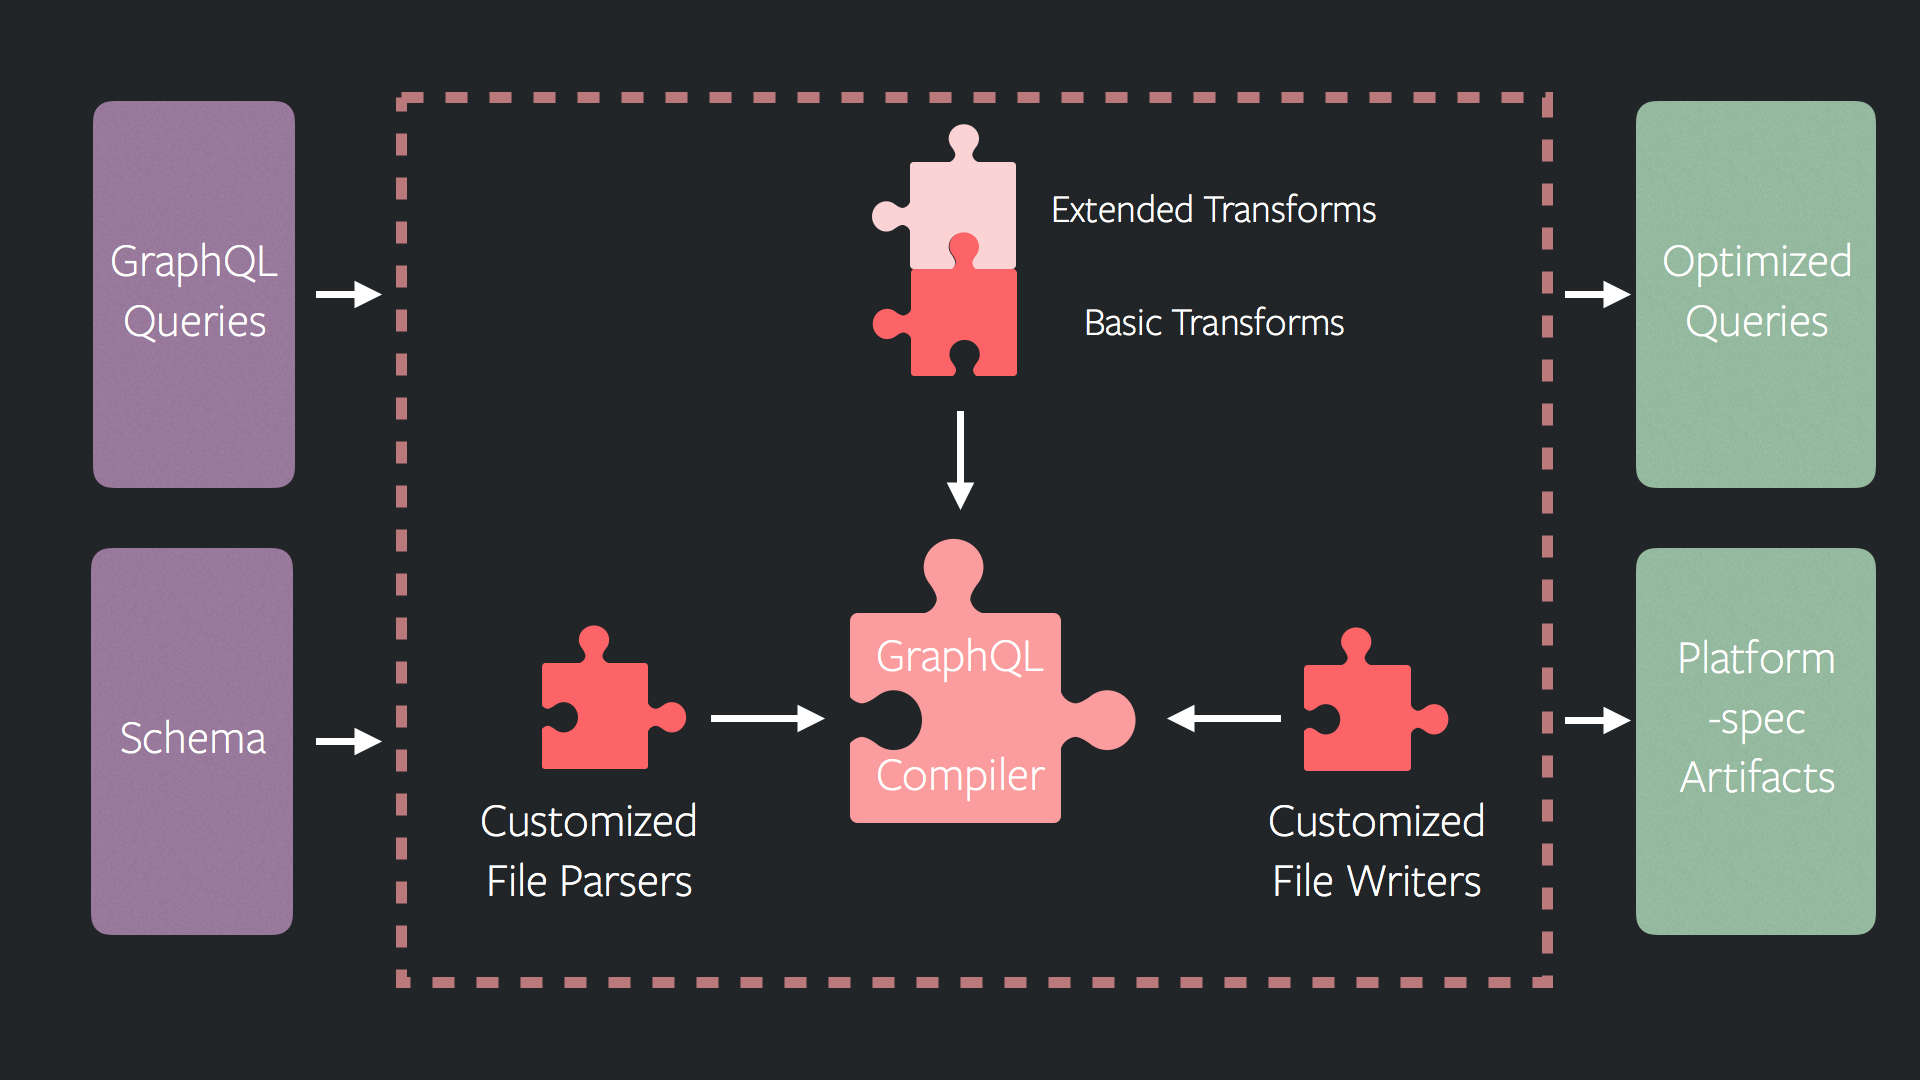 GraphQL
Queries
Schema
Extended Transforms
Basic Transforms
GraphQL
Compiler
Customized
File Parsers
Customized
File Writers
Optimized
Queries
Platform
-spec
Artifacts